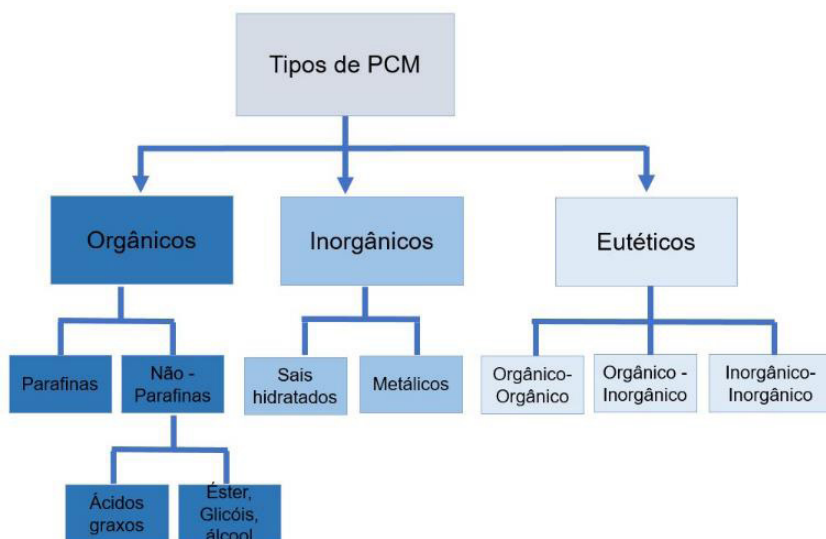 Tipos de PCM
Orgânicos
Inorgânicos
Eutéticos
Parafinas
Não -
Parafinas
Sais
hidratados
Metálicos
Orgânico-
Orgânico
Orgânico -
Inorgânico
Inorgânico-
Inorgânico
Ácidos
graxos
Éster,
Glicóis,
álcool